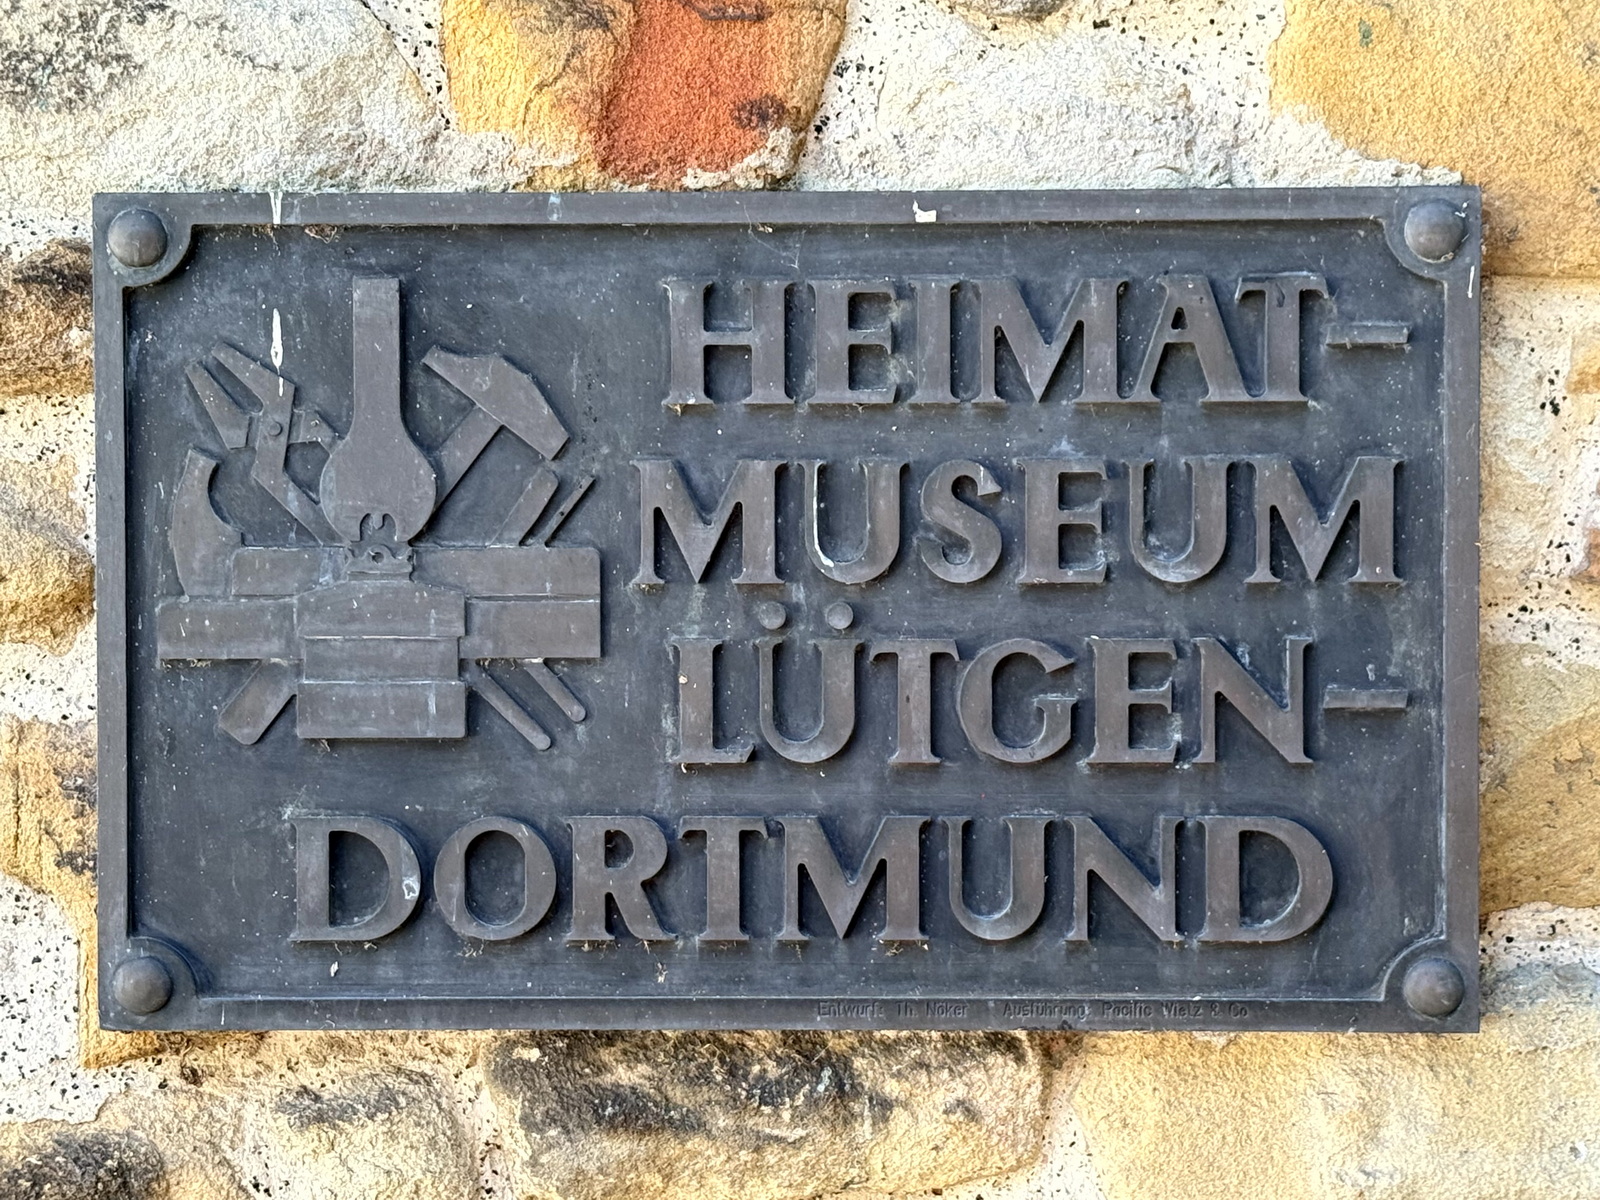 HEIMAT-
MUSEUM
LÜTGEN-
DORTMUND
Entwurf: Th. Nöker Ausführung: Pacific Wietz & Co